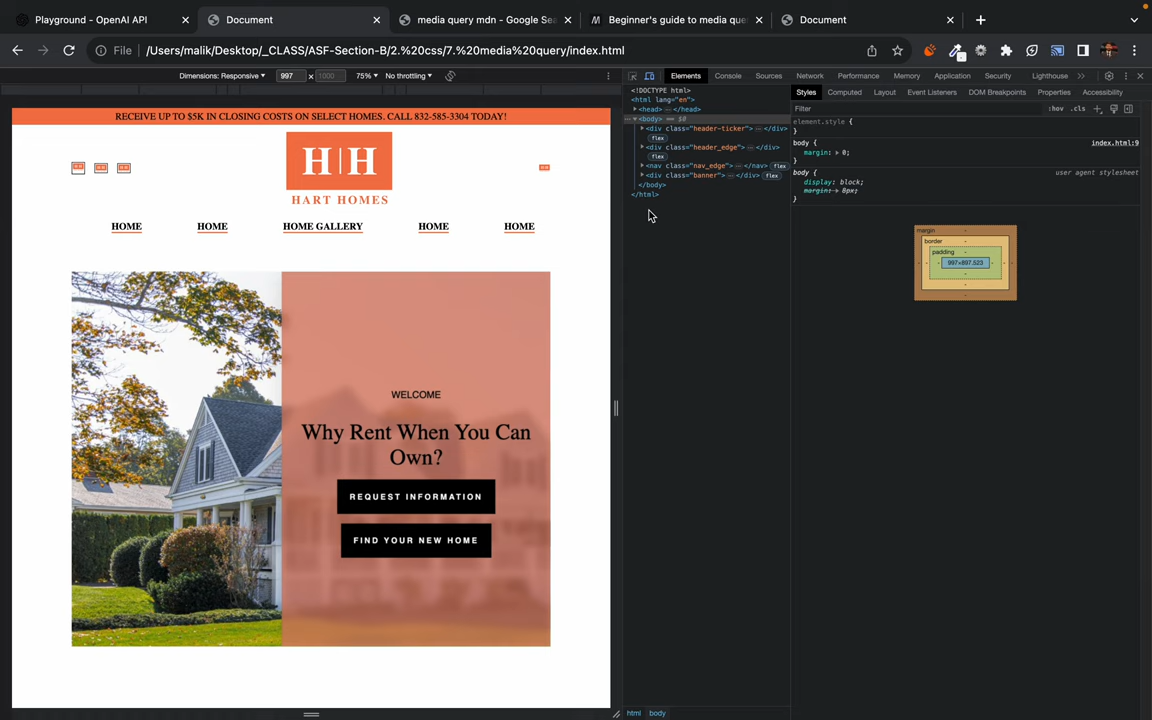 Playground - OpenAI API
Document
media query mdn - Google Sea
Beginner's guide to media que
Document
File /Users/malik/Desktop/_CLASS/ASF-Section-B/2.%20css/7.%20media%20query/index.html
Dimensions: Responsive 997 x 1000 75% No throttling
Elements Console Sources Network Performance Memory Application Security Lighthouse
Styles Computed Layout Event Listeners DOM Breakpoints Properties Accessibility
Filter :hov .cls
<!DOCTYPE html>
<html lang="en">
<head> </head>
<body> == $0
<div class="header-ticker"> </div>
flex
<div class="header_edge"> </div>
flex
<nav class="nav_edge"> </nav> flex
<div class="banner"> </div> flex
</body>
</html>
element.style {
}
body { index.html:9
margin: 0;
}
body { user agent stylesheet
display: block;
margin: 8px;
}
margin -
border -
padding -
997×897.523
RECEIVE UP TO $5K IN CLOSING COSTS ON SELECT HOMES. CALL 832-585-3304 TODAY!
H|H
HART HOMES
HOME HOME HOME GALLERY HOME HOME
WELCOME
Why Rent When You Can
Own?
REQUEST INFORMATION
FIND YOUR NEW HOME
html body